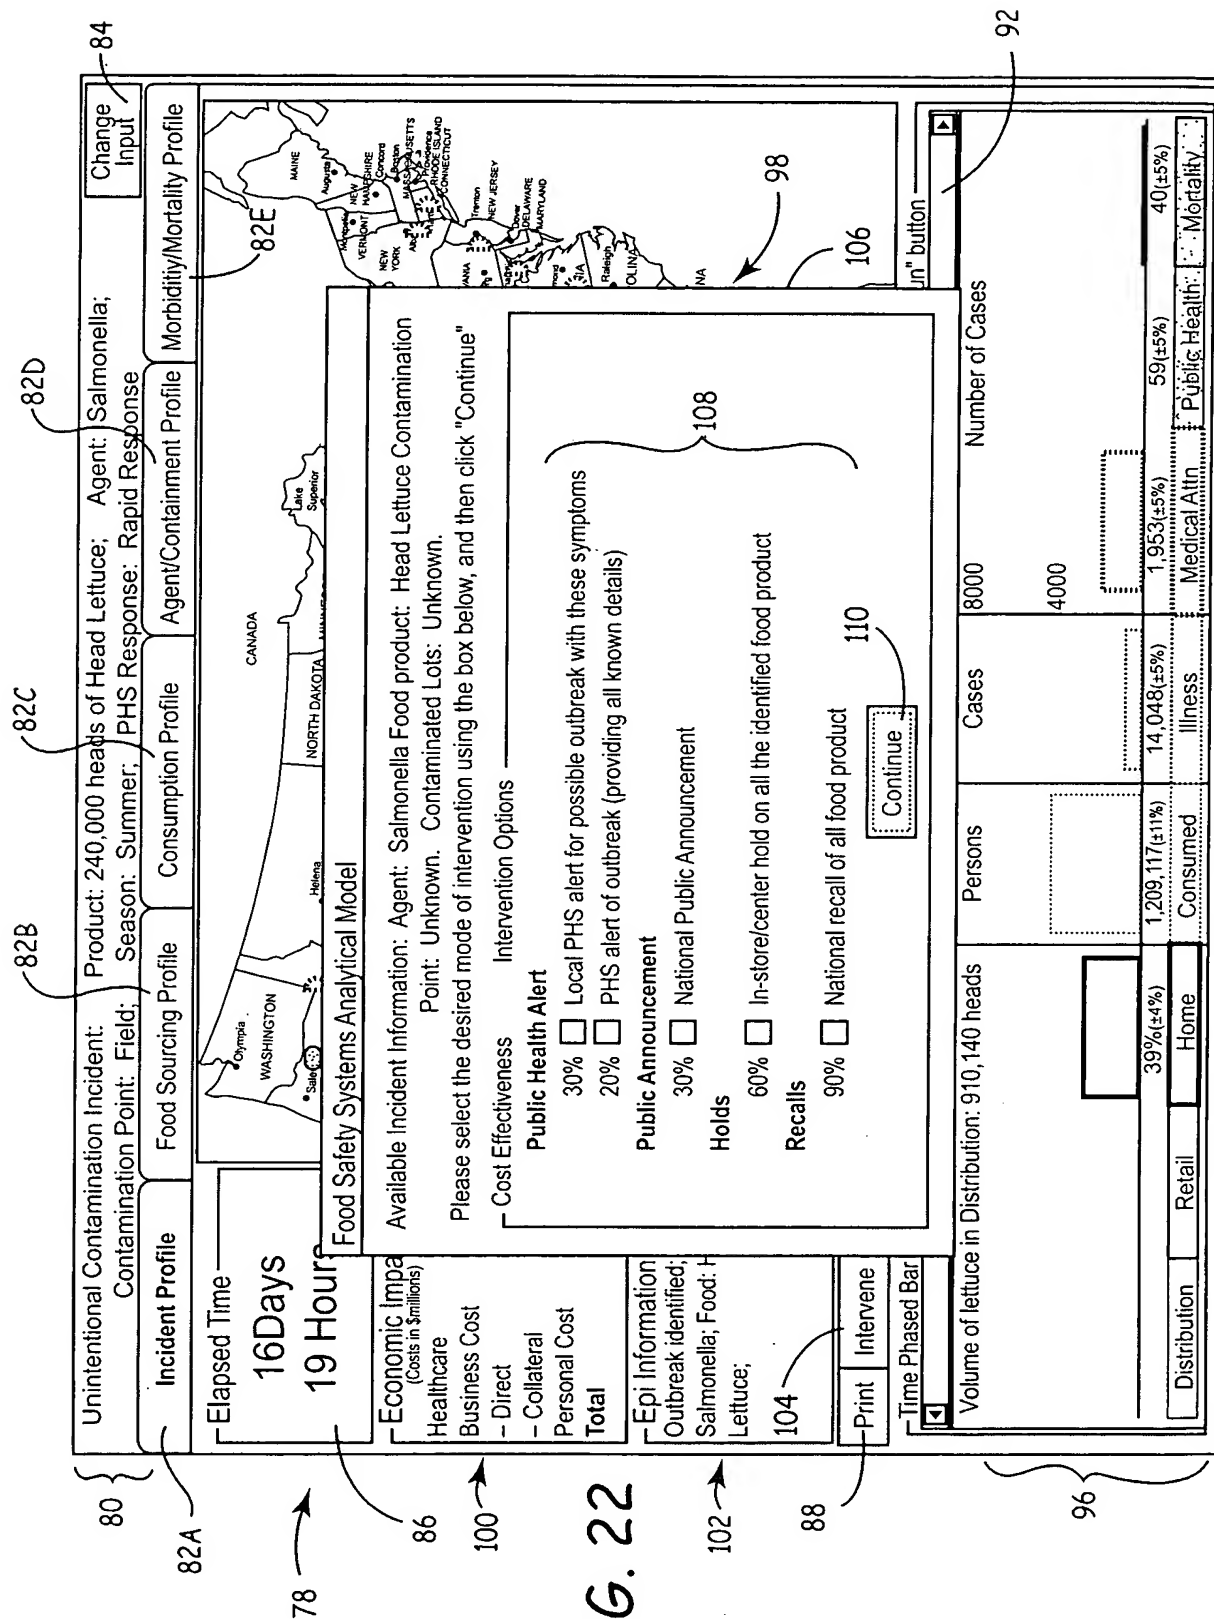 80
82A
82B
82C
82D
84
Unintentional Contamination Incident: Product: 240,000 heads of Head Lettuce; Agent: Salmonella;
Contamination Point: Field; Season: Summer; PHS Response: Rapid Response
Change
Input
Incident Profile
Food Sourcing Profile
Consumption Profile
Agent/Containment Profile
Morbiditiy/Mortality Profile
82E
78
Elapsed Time
16Days
19 Hours
86
Olympia
WASHINGTON
Sale
Helena
CANADA
NORTH DAKOTA
Lake
Superior
MAINE
Augusta
VERMONT
NEW
HAMPSHIRE
Concord
Boston
MASSACHUSETTS
Providence
RHODE ISLAND
CONNECTICUT
NEW
YORK
Trenton
NEW JERSEY
Dover
DELAWARE
MARYLAND
VANIA
mond
NIA
Raleigh
OLINA
NA
98
106
100
Economic Impa
(Costs in $millions)
Healthcare
Business Cost
– Direct
– Collateral
Personal Cost
Total
102
Epi Information
Outbreak identified;
Salmonella; Food: H
Lettuce;
104
88
Print
Intervene
Food Safety Systems Analytical Model
Available Incident Information: Agent: Salmonella Food product: Head Lettuce Contamination
Point: Unknown. Contaminated Lots: Unknown.
Please select the desired mode of intervention using the box below, and then click "Continue"
Cost Effectiveness Intervention Options
Public Health Alert
30% Local PHS alert for possible outbreak with these symptoms
20% PHS alert of outbreak (providing all known details)
Public Announcement
30% National Public Announcement
Holds
60% In-store/center hold on all the identified food product
Recalls
90% National recall of all food product
108
Continue
110
un" button
92
Time Phased Bar
96
Volume of lettuce in Distribution: 910,140 heads
Persons
Cases
Number of Cases
8000
4000
39%(±4%)
1,209,117(±11%)
14,048(±5%)
1,953(±5%)
59(±5%)
40(±5%)
Distribution
Retail
Home
Consumed
Illness
Medical Attn
Public Health
Mortality
G. 22